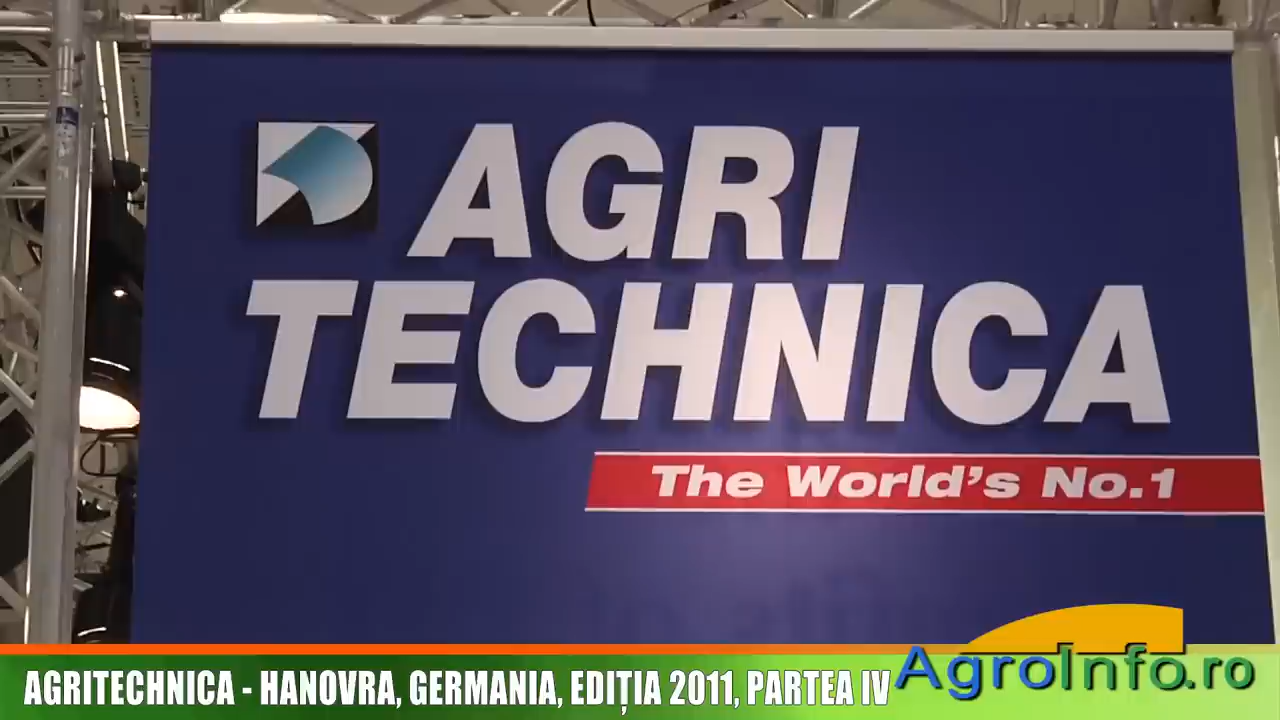 AGRI
TECHNICA
The World's No.1
AGRITECHNICA - HANOVRA, GERMANIA, EDIȚIA 2011, PARTEA IV
AgroInfo.ro